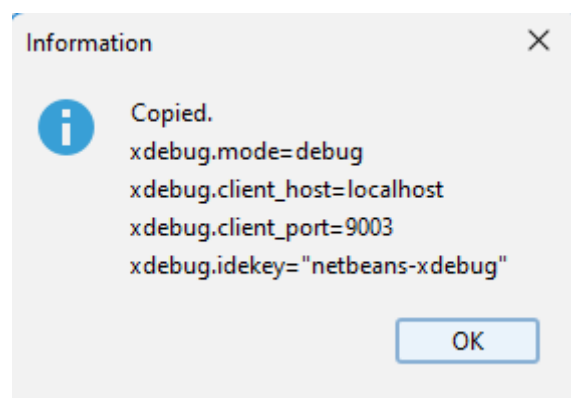 Information
Copied.
xdebug.mode=debug
xdebug.client_host=localhost
xdebug.client_port=9003
xdebug.idekey="netbeans-xdebug"
OK